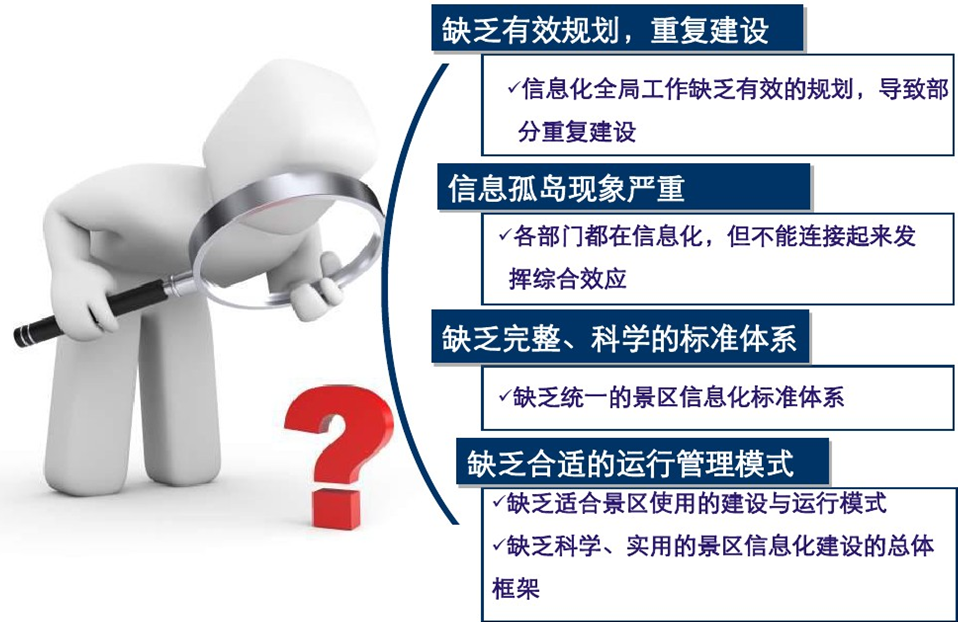 缺乏有效规划，重复建设
✓信息化全局工作缺乏有效的规划，导致部
分重复建设
信息孤岛现象严重
✓各部门都在信息化，但不能连接起来发
挥综合效应
缺乏完整、科学的标准体系
✓缺乏统一的景区信息化标准体系
缺乏合适的运行管理模式
✓缺乏适合景区使用的建设与运行模式
✓缺乏科学、实用的景区信息化建设的总体
框架